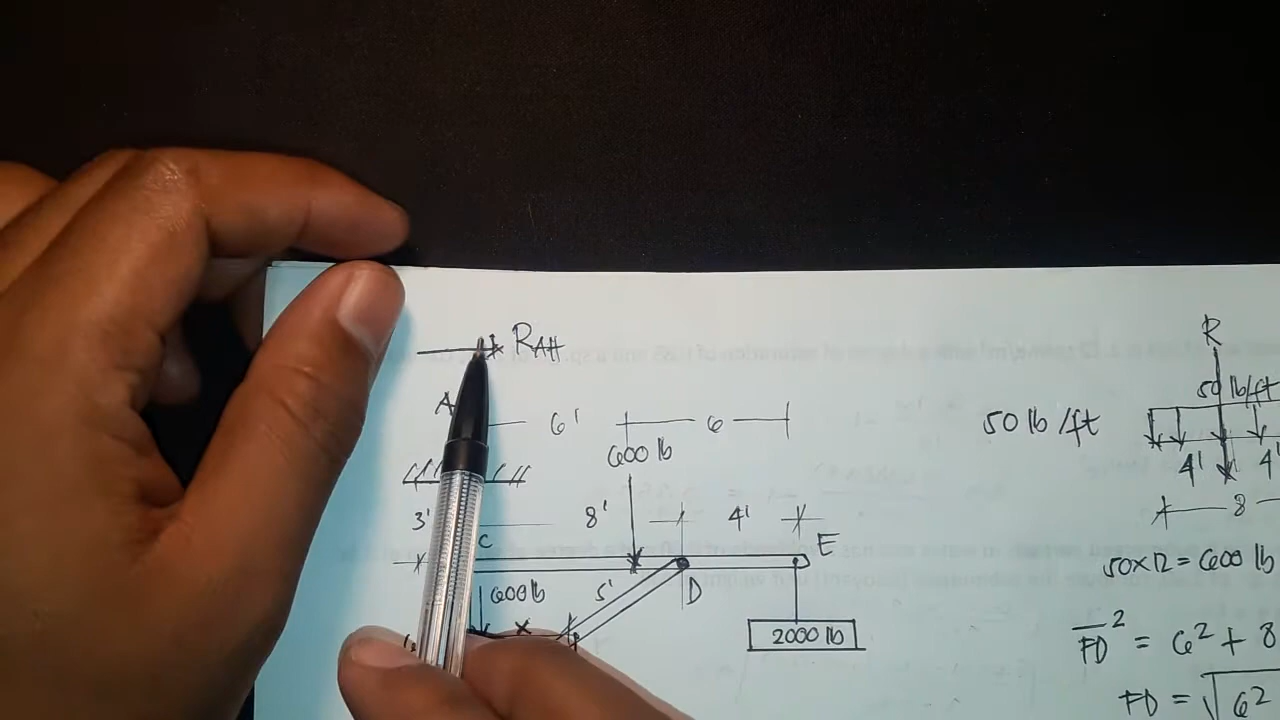 R_AH
A
6'
6
600 lb
3'
8'
4'
C
E
600 lb
5'
D
x
2000 lb
R
50 lb/ft
50 lb/ft
4'
4'
8
50 x 12 = 600 lb
FD² = 6² + 8
FD = √6²